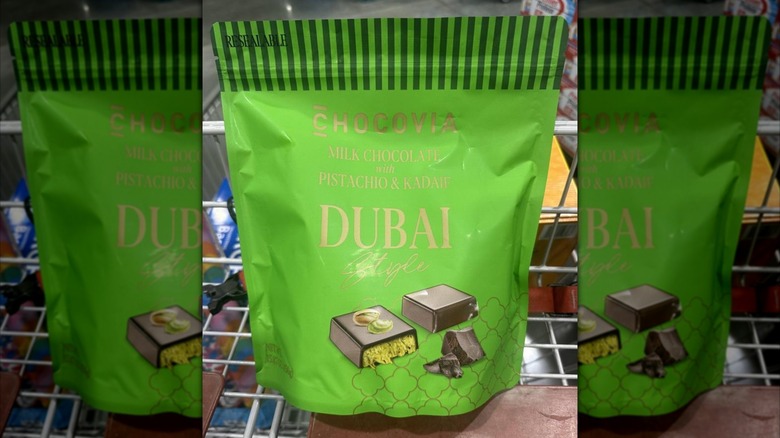 RESEALABLE
CHOCOVIA
MILK CHOCOLATE
with
PISTACHIO & KADAIF
DUBAI
Style